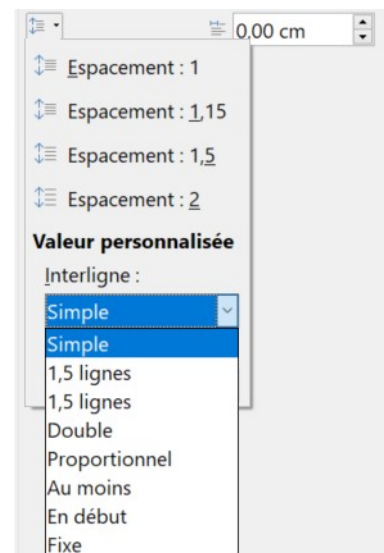 0,00 cm
Espacement : 1
Espacement : 1,15
Espacement : 1,5
Espacement : 2
Valeur personnalisée
Interligne :
Simple
Simple
1,5 lignes
1,5 lignes
Double
Proportionnel
Au moins
En début
Fixe